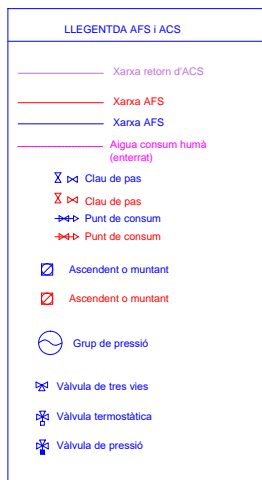 LLEGENTDA AFS i ACS
Xarxa retorn d'ACS
Xarxa AFS
Xarxa AFS
Aigua consum humà
(enterrat)
Clau de pas
Clau de pas
Punt de consum
Punt de consum
Ascendent o muntant
Ascendent o muntant
Grup de pressió
Vàlvula de tres vies
Vàlvula termostàtica
Vàlvula de pressió